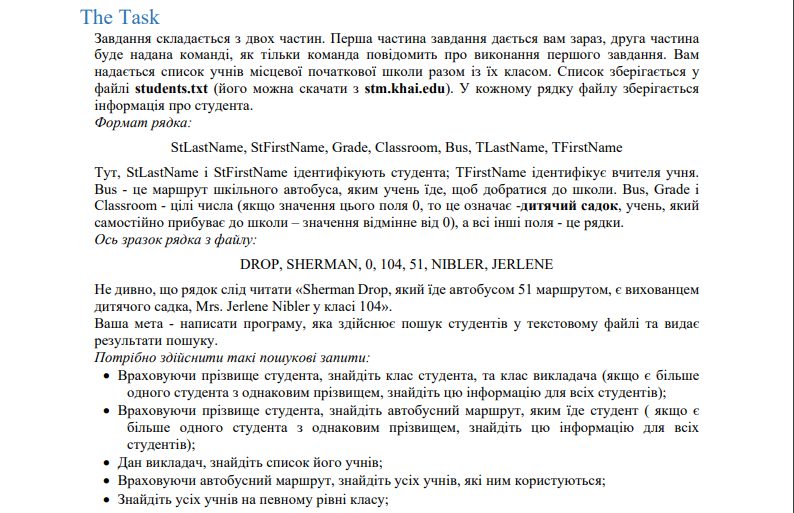 The Task
Завдання складається з двох частин. Перша частина завдання дається вам зараз, друга частина
буде надана команді, як тільки команда повідомить про виконання першого завдання. Вам
надається список учнів місцевої початкової школи разом із їх класом. Список зберігається у
файлі students.txt (його можна скачати з stm.khai.edu). У кожному рядку файлу зберігається
інформація про студента.
Формат рядка:
StLastName, StFirstName, Grade, Classroom, Bus, TLastName, TFirstName
Тут, StLastName і StFirstName ідентифікують студента; TFirstName ідентифікує вчителя учня.
Bus - це маршрут шкільного автобуса, яким учень їде, щоб добратися до школи. Bus, Grade і
Classroom - цілі числа (якщо значення цього поля 0, то це означає -дитячий садок, учень, який
самостійно прибуває до школи – значення відмінне від 0), а всі інші поля - це рядки.
Ось зразок рядка з файлу:
DROP, SHERMAN, 0, 104, 51, NIBLER, JERLENE
Не дивно, що рядок слід читати «Sherman Drop, який їде автобусом 51 маршрутом, є вихованцем
дитячого садка, Mrs. Jerlene Nibler у класі 104».
Ваша мета - написати програму, яка здійснює пошук студентів у текстовому файлі та видає
результати пошуку.
Потрібно здійснити такі пошукові запити:
• Враховуючи прізвище студента, знайдіть клас студента, та клас викладача (якщо є більше
одного студента з однаковим прізвищем, знайдіть цю інформацію для всіх студентів);
• Враховуючи прізвище студента, знайдіть автобусний маршрут, яким їде студент ( якщо є
більше одного студента з однаковим прізвищем, знайдіть цю інформацію для всіх
студентів);
• Дан викладач, знайдіть список його учнів;
• Враховуючи автобусний маршрут, знайдіть усіх учнів, які ним користуються;
• Знайдіть усіх учнів на певному рівні класу;